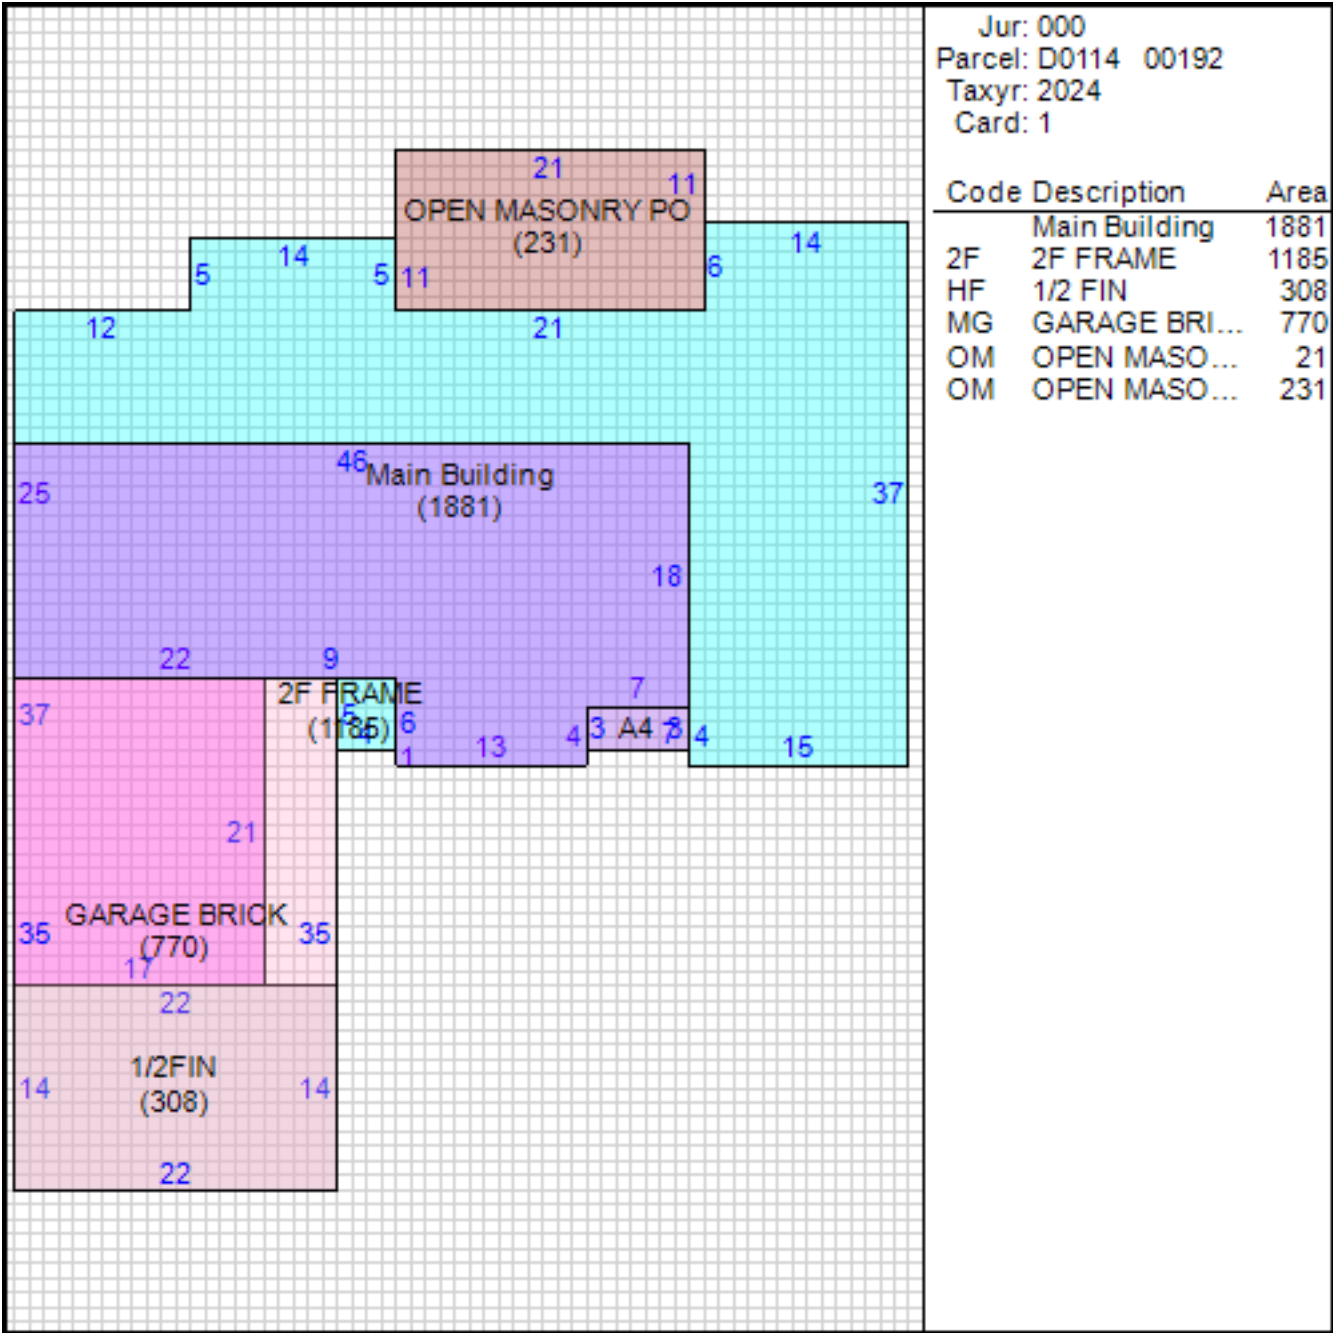 Jur: 000
Parcel: D0114 00192
Taxyr: 2024
Card: 1
Code Description Area
Main Building 1881
2F 2F FRAME 1185
HF 1/2 FIN 308
MG GARAGE BRI... 770
OM OPEN MASO... 21
OM OPEN MASO... 231
21
11
OPEN MASONRY PO
(231)
14
14
5
5
11
6
12
21
46
Main Building
(1881)
25
37
18
22
9
7
2F FRAME
(1185)
37
5
4
6
1
13
4
3
A4
7
3
4
15
21
GARAGE BRICK
(770)
35
35
17
22
1/2FIN
(308)
14
14
22